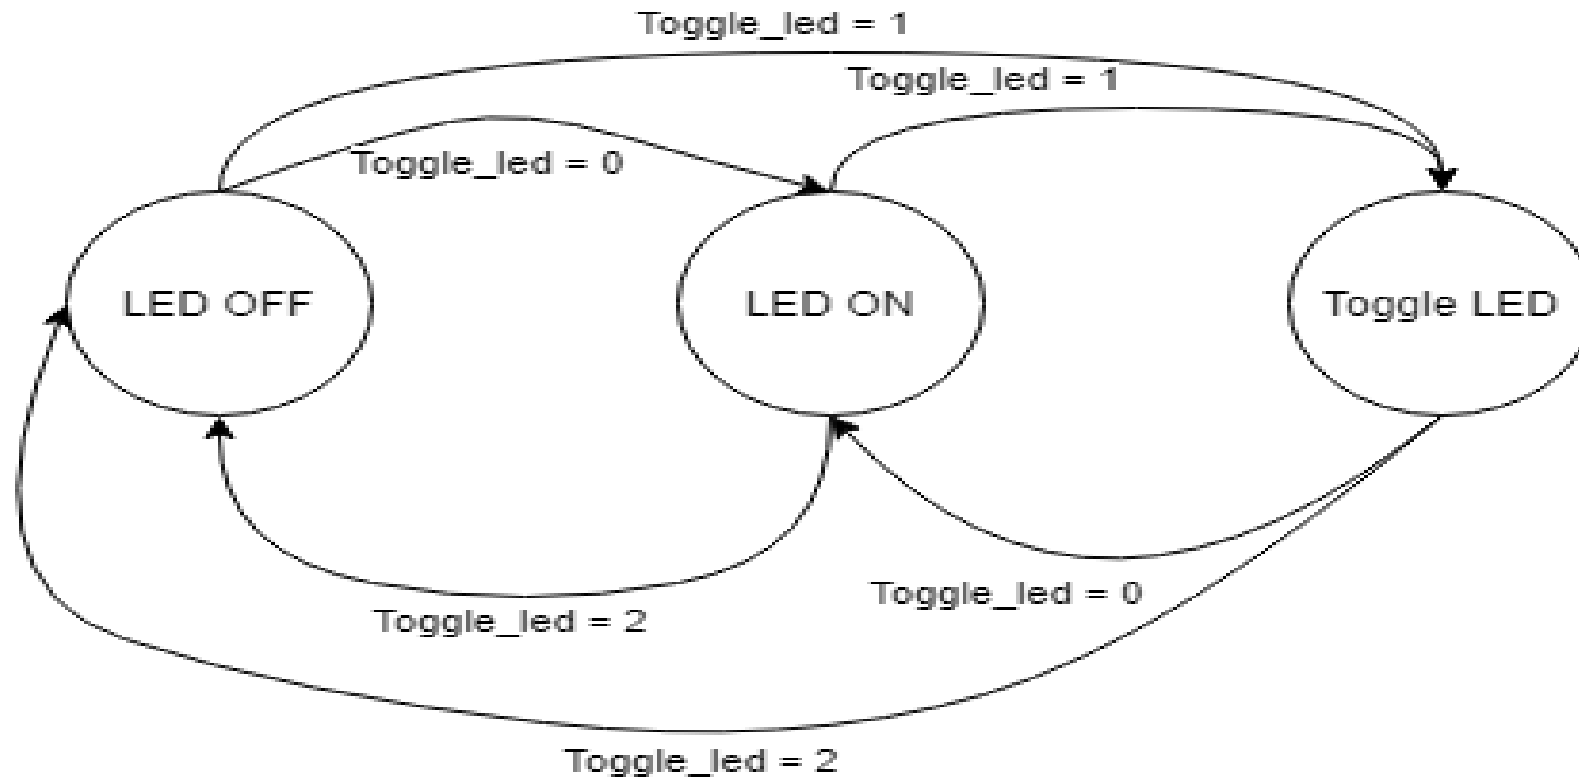 Toggle_led = 1
Toggle_led = 1
Toggle_led = 0
LED OFF
LED ON
Toggle LED
Toggle_led = 0
Toggle_led = 2
Toggle_led = 2